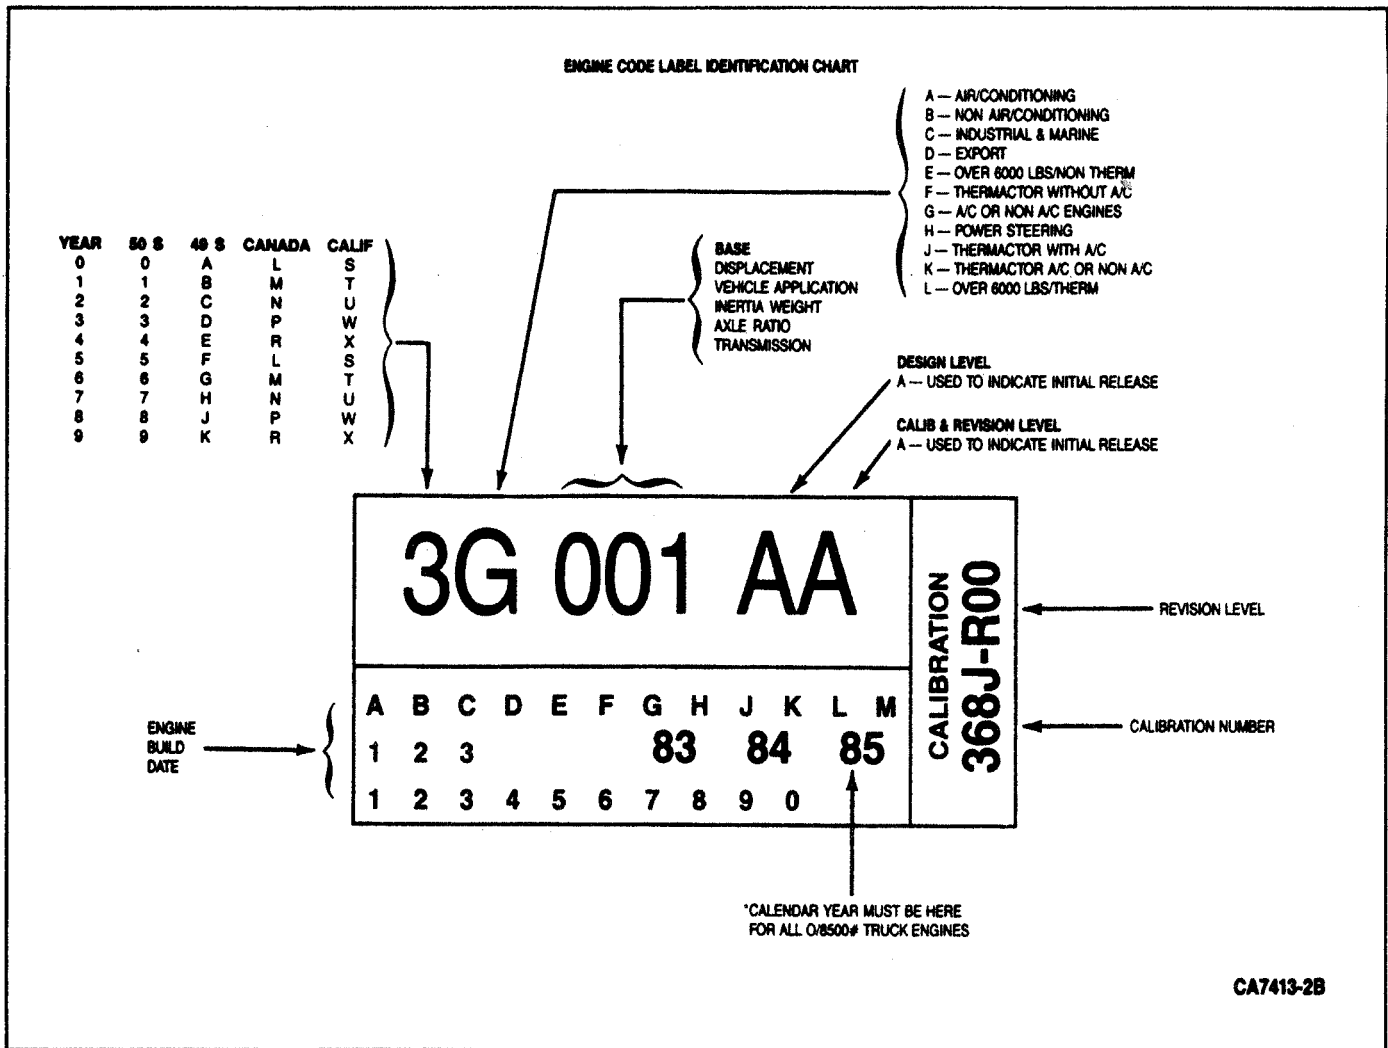 ENGINE CODE LABEL IDENTIFICATION CHART
A — AIR/CONDITIONING
B — NON AIR/CONDITIONING
C — INDUSTRIAL & MARINE
D — EXPORT
E — OVER 6000 LBS/NON THERM
F — THERMACTOR WITHOUT A/C
G — A/C OR NON A/C ENGINES
H — POWER STEERING
J — THERMACTOR WITH A/C
K — THERMACTOR A/C OR NON A/C
L — OVER 6000 LBS/THERM
YEAR 50 S 49 S CANADA CALIF
0 0 A L S
1 1 B M T
2 2 C N U
3 3 D P W
4 4 E R X
5 5 F L S
6 6 G M T
7 7 H N U
8 8 J P W
9 9 K R X
BASE
DISPLACEMENT
VEHICLE APPLICATION
INERTIA WEIGHT
AXLE RATIO
TRANSMISSION
DESIGN LEVEL
A — USED TO INDICATE INITIAL RELEASE
CALIB & REVISION LEVEL
A — USED TO INDICATE INITIAL RELEASE
3G 001 AA
CALIBRATION
368J-R00
REVISION LEVEL
CALIBRATION NUMBER
ENGINE
BUILD
DATE
A B C D E F G H J K L M
1 2 3 83 84 85
1 2 3 4 5 6 7 8 9 0
*CALENDAR YEAR MUST BE HERE
FOR ALL O/8500# TRUCK ENGINES
CA7413-2B